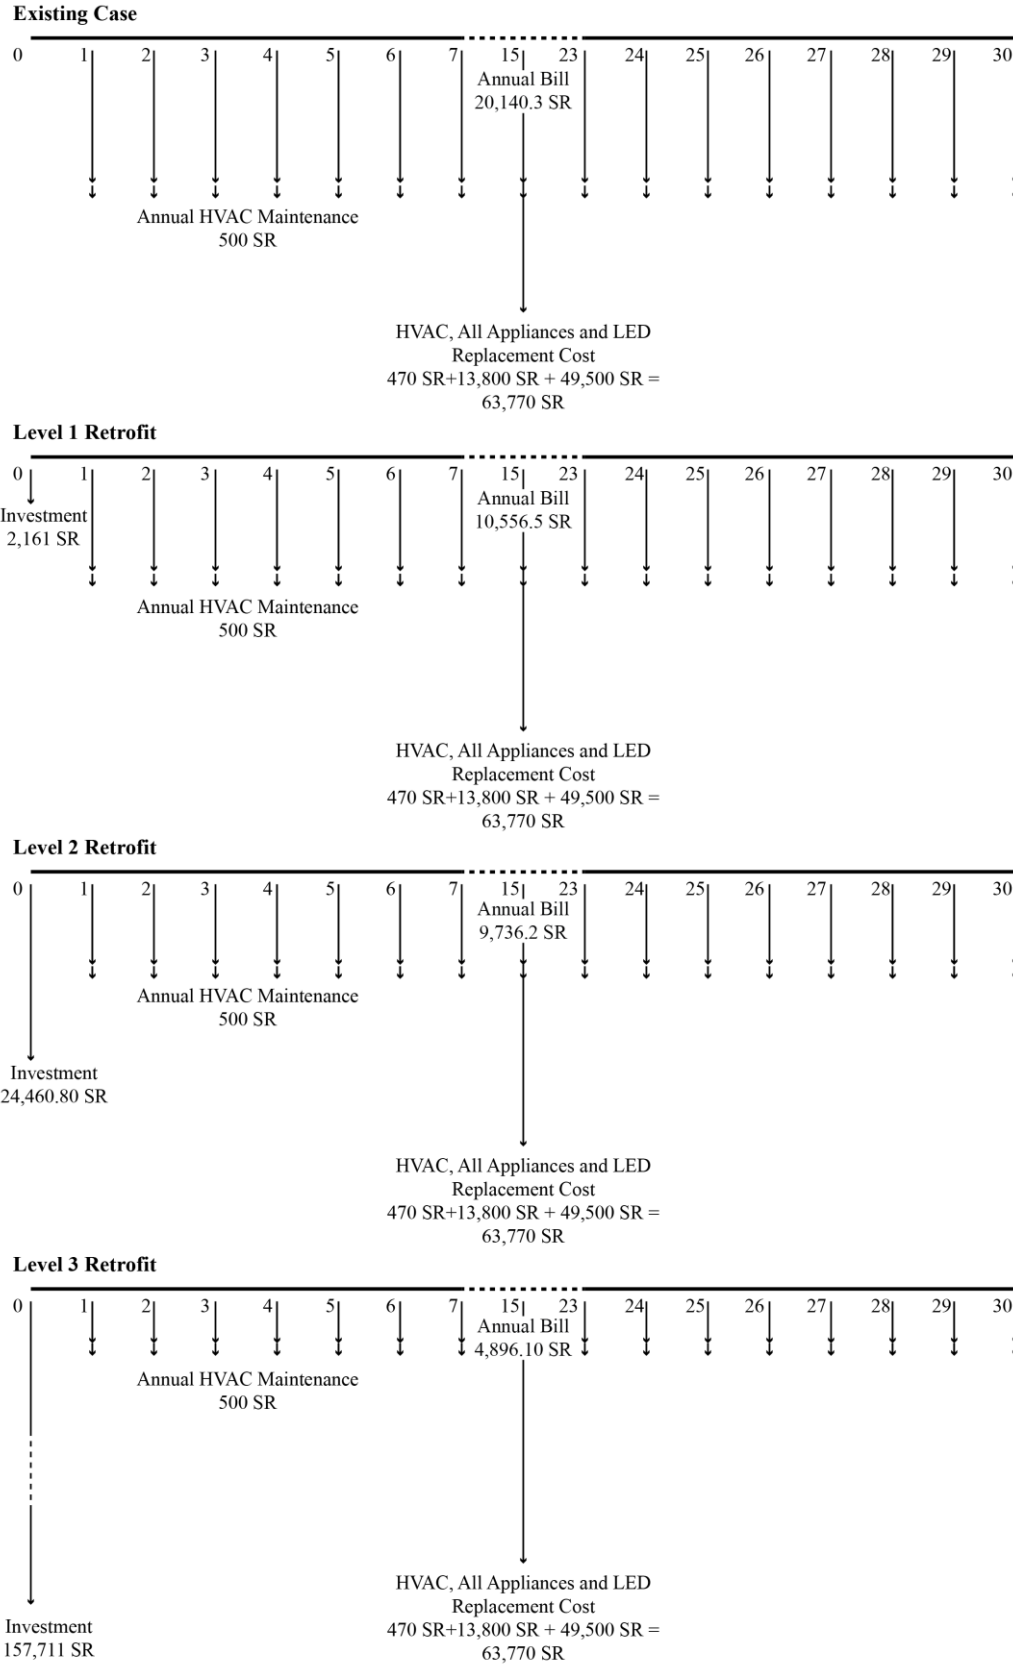 Existing Case
0 1 2 3 4 5 6 7 15 23 24 25 26 27 28 29 30
Annual Bill
20,140.3 SR
Annual HVAC Maintenance
500 SR
HVAC, All Appliances and LED
Replacement Cost
470 SR+13,800 SR + 49,500 SR =
63,770 SR
Level 1 Retrofit
0 1 2 3 4 5 6 7 15 23 24 25 26 27 28 29 30
Annual Bill
10,556.5 SR
Investment
2,161 SR
Annual HVAC Maintenance
500 SR
HVAC, All Appliances and LED
Replacement Cost
470 SR+13,800 SR + 49,500 SR =
63,770 SR
Level 2 Retrofit
0 1 2 3 4 5 6 7 15 23 24 25 26 27 28 29 30
Annual Bill
9,736.2 SR
Annual HVAC Maintenance
500 SR
Investment
24,460.80 SR
HVAC, All Appliances and LED
Replacement Cost
470 SR+13,800 SR + 49,500 SR =
63,770 SR
Level 3 Retrofit
0 1 2 3 4 5 6 7 15 23 24 25 26 27 28 29 30
Annual Bill
4,896.10 SR
Annual HVAC Maintenance
500 SR
HVAC, All Appliances and LED
Replacement Cost
470 SR+13,800 SR + 49,500 SR =
63,770 SR
Investment
157,711 SR